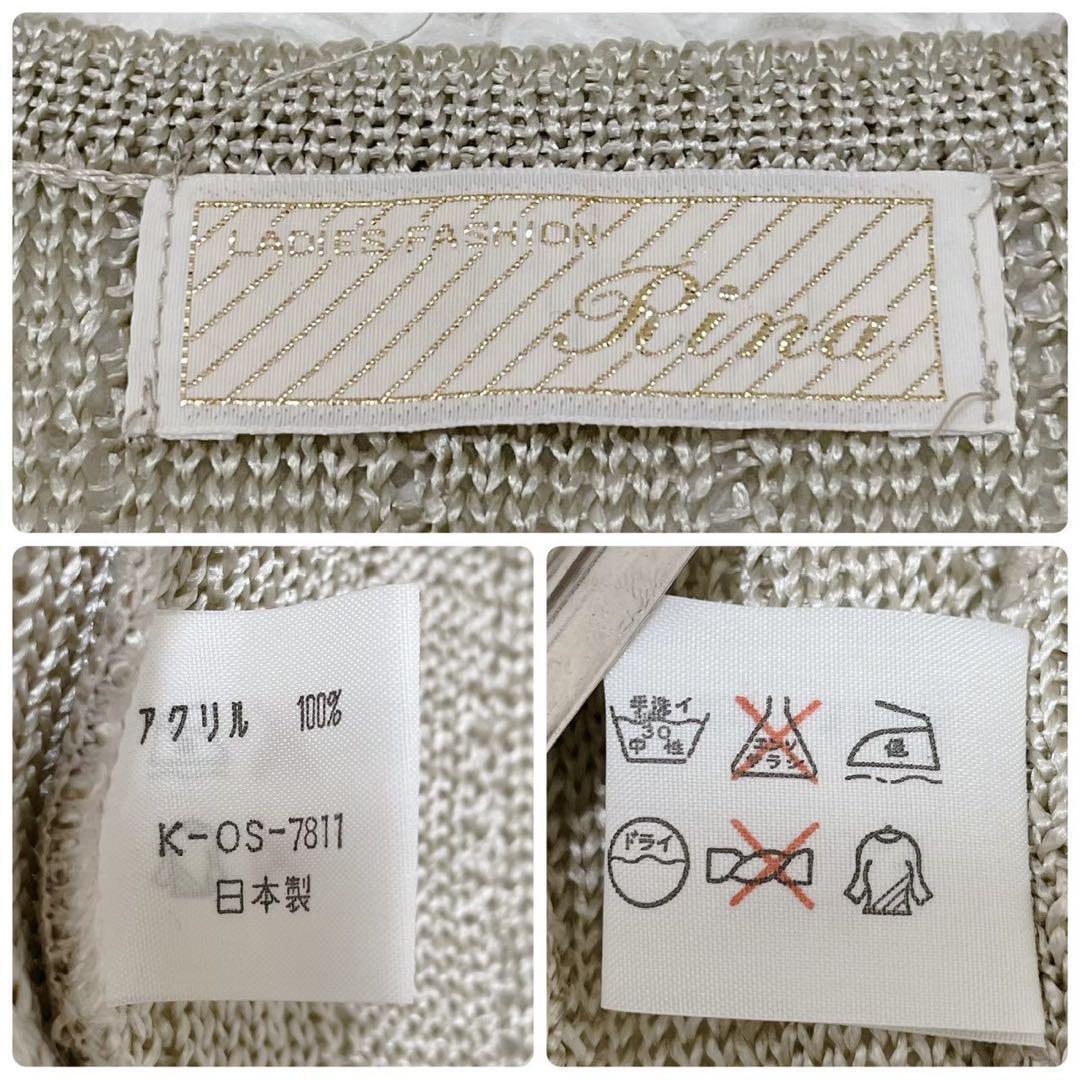 LADIES FASHION
Rina
アクリル 100%
K-OS-7811
日本製
手洗イ
30
中性
エンソ
サラシ
低
ドライ